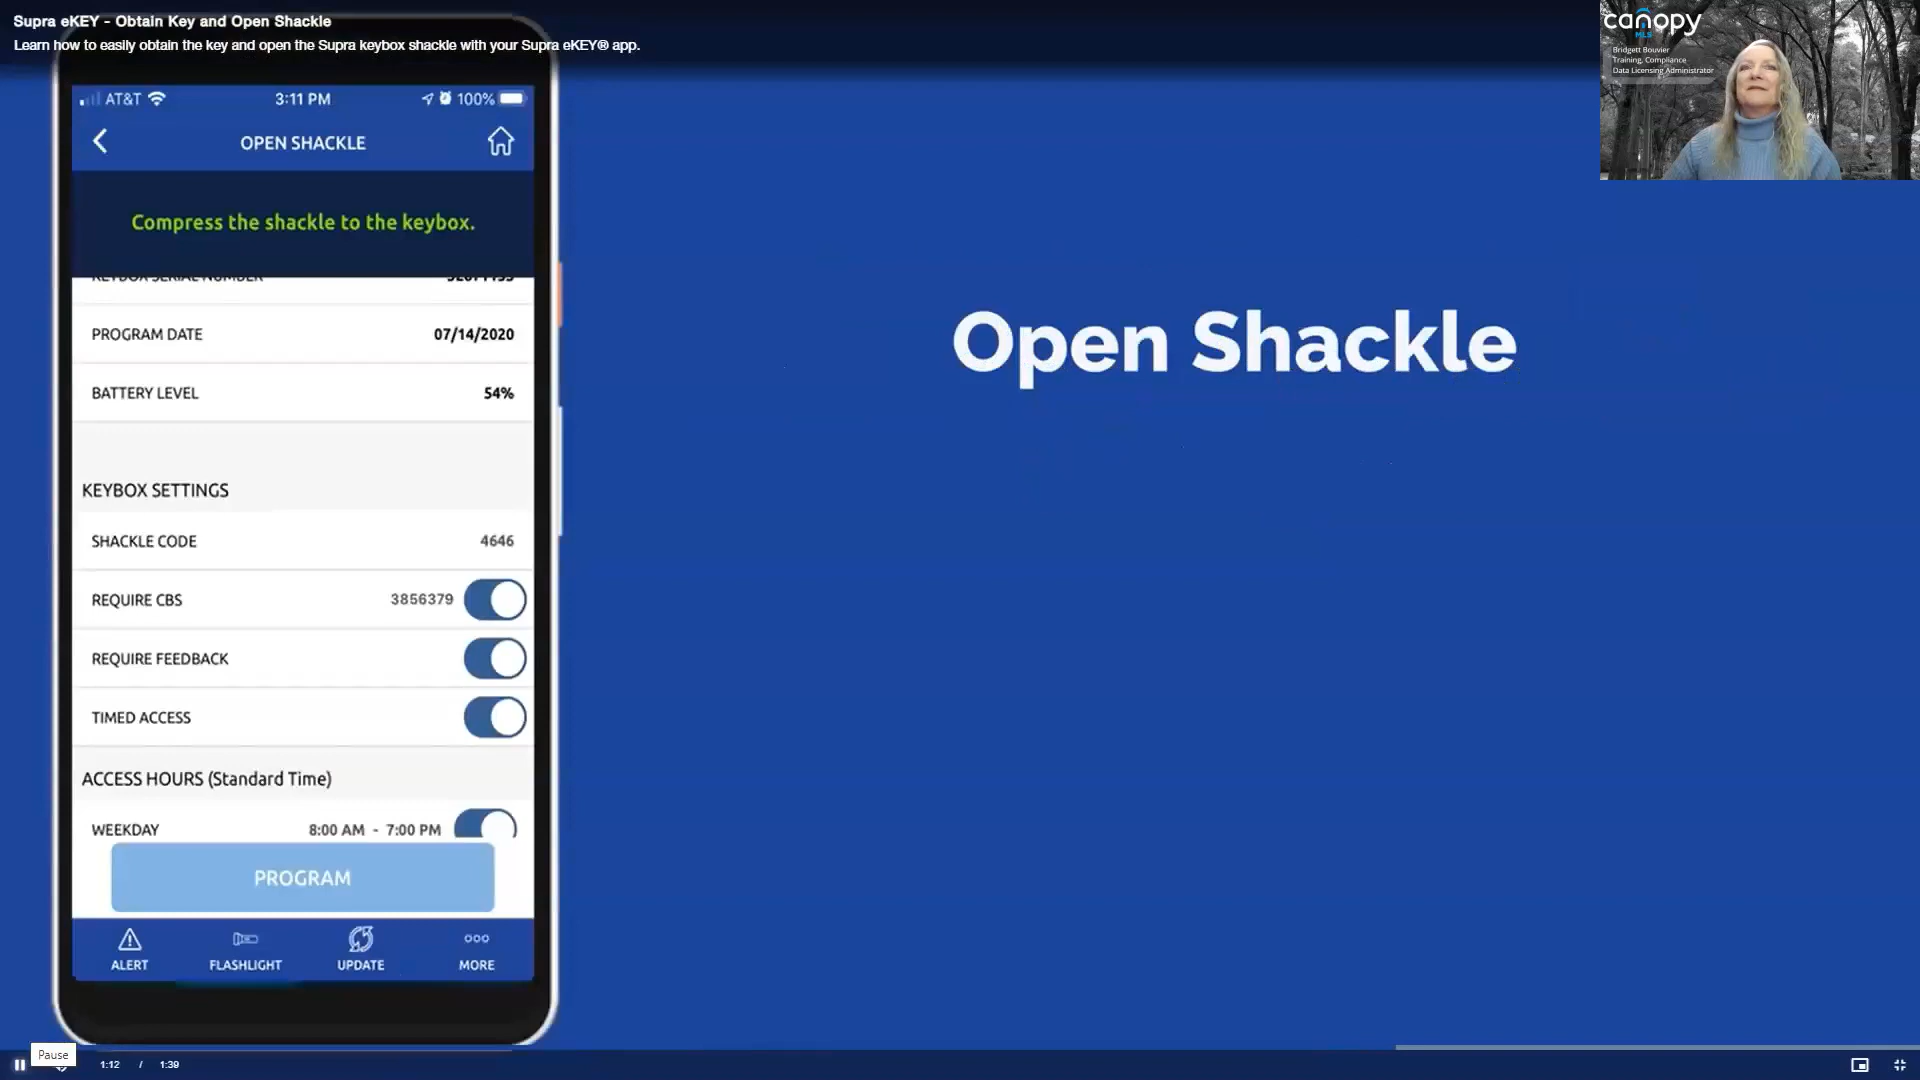 Supra eKEY - Obtain Key and Open Shackle
Learn how to easily obtain the key and open the Supra keybox shackle with your Supra eKEY® app.
canopy
MLS
Bridgett Bouvier
Training, Compliance
Data Licensing Administrator
AT&T 3:11 PM 100%
OPEN SHACKLE
Compress the shackle to the keybox.
KEYBOX SERIAL NUMBER
PROGRAM DATE 07/14/2020
BATTERY LEVEL 54%
KEYBOX SETTINGS
SHACKLE CODE 4646
REQUIRE CBS 3856379
REQUIRE FEEDBACK
TIMED ACCESS
ACCESS HOURS (Standard Time)
WEEKDAY 8:00 AM - 7:00 PM
PROGRAM
ALERT FLASHLIGHT UPDATE MORE
Open Shackle
Pause
1:12 / 1:39